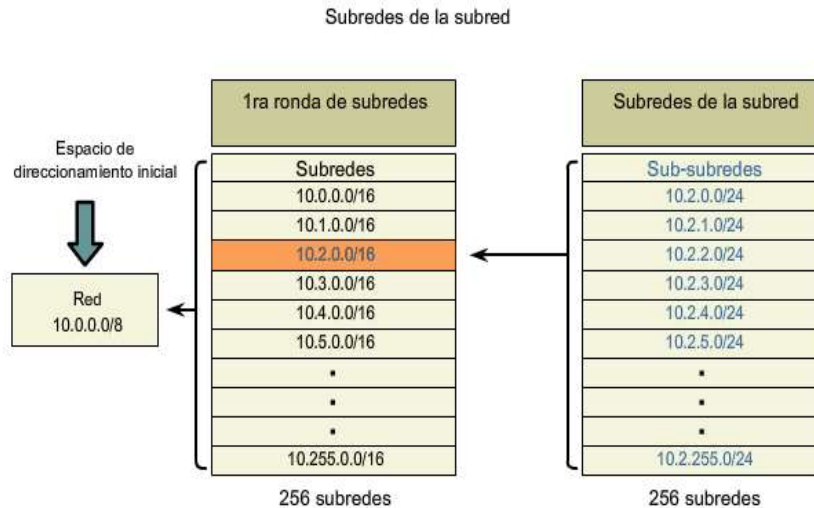 Subredes de la subred
Espacio de
direccionamiento inicial
Red
10.0.0.0/8
1ra ronda de subredes
Subredes
10.0.0.0/16
10.1.0.0/16
10.2.0.0/16
10.3.0.0/16
10.4.0.0/16
10.5.0.0/16
.
.
.
10.255.0.0/16
256 subredes
Subredes de la subred
Sub-subredes
10.2.0.0/24
10.2.1.0/24
10.2.2.0/24
10.2.3.0/24
10.2.4.0/24
10.2.5.0/24
.
.
.
10.2.255.0/24
256 subredes